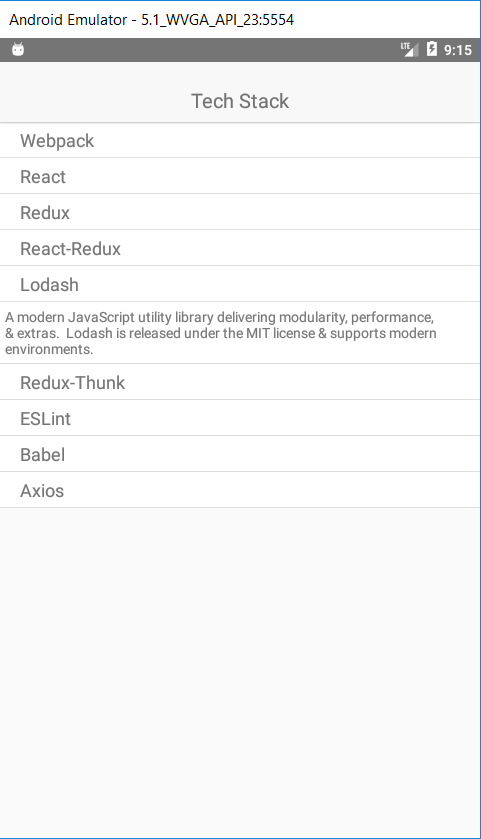 Android Emulator - 5.1_WVGA_API_23:5554
LTE 9:15
Tech Stack
Webpack
React
Redux
React-Redux
Lodash
A modern JavaScript utility library delivering modularity, performance,
& extras.  Lodash is released under the MIT license & supports modern
environments.
Redux-Thunk
ESLint
Babel
Axios